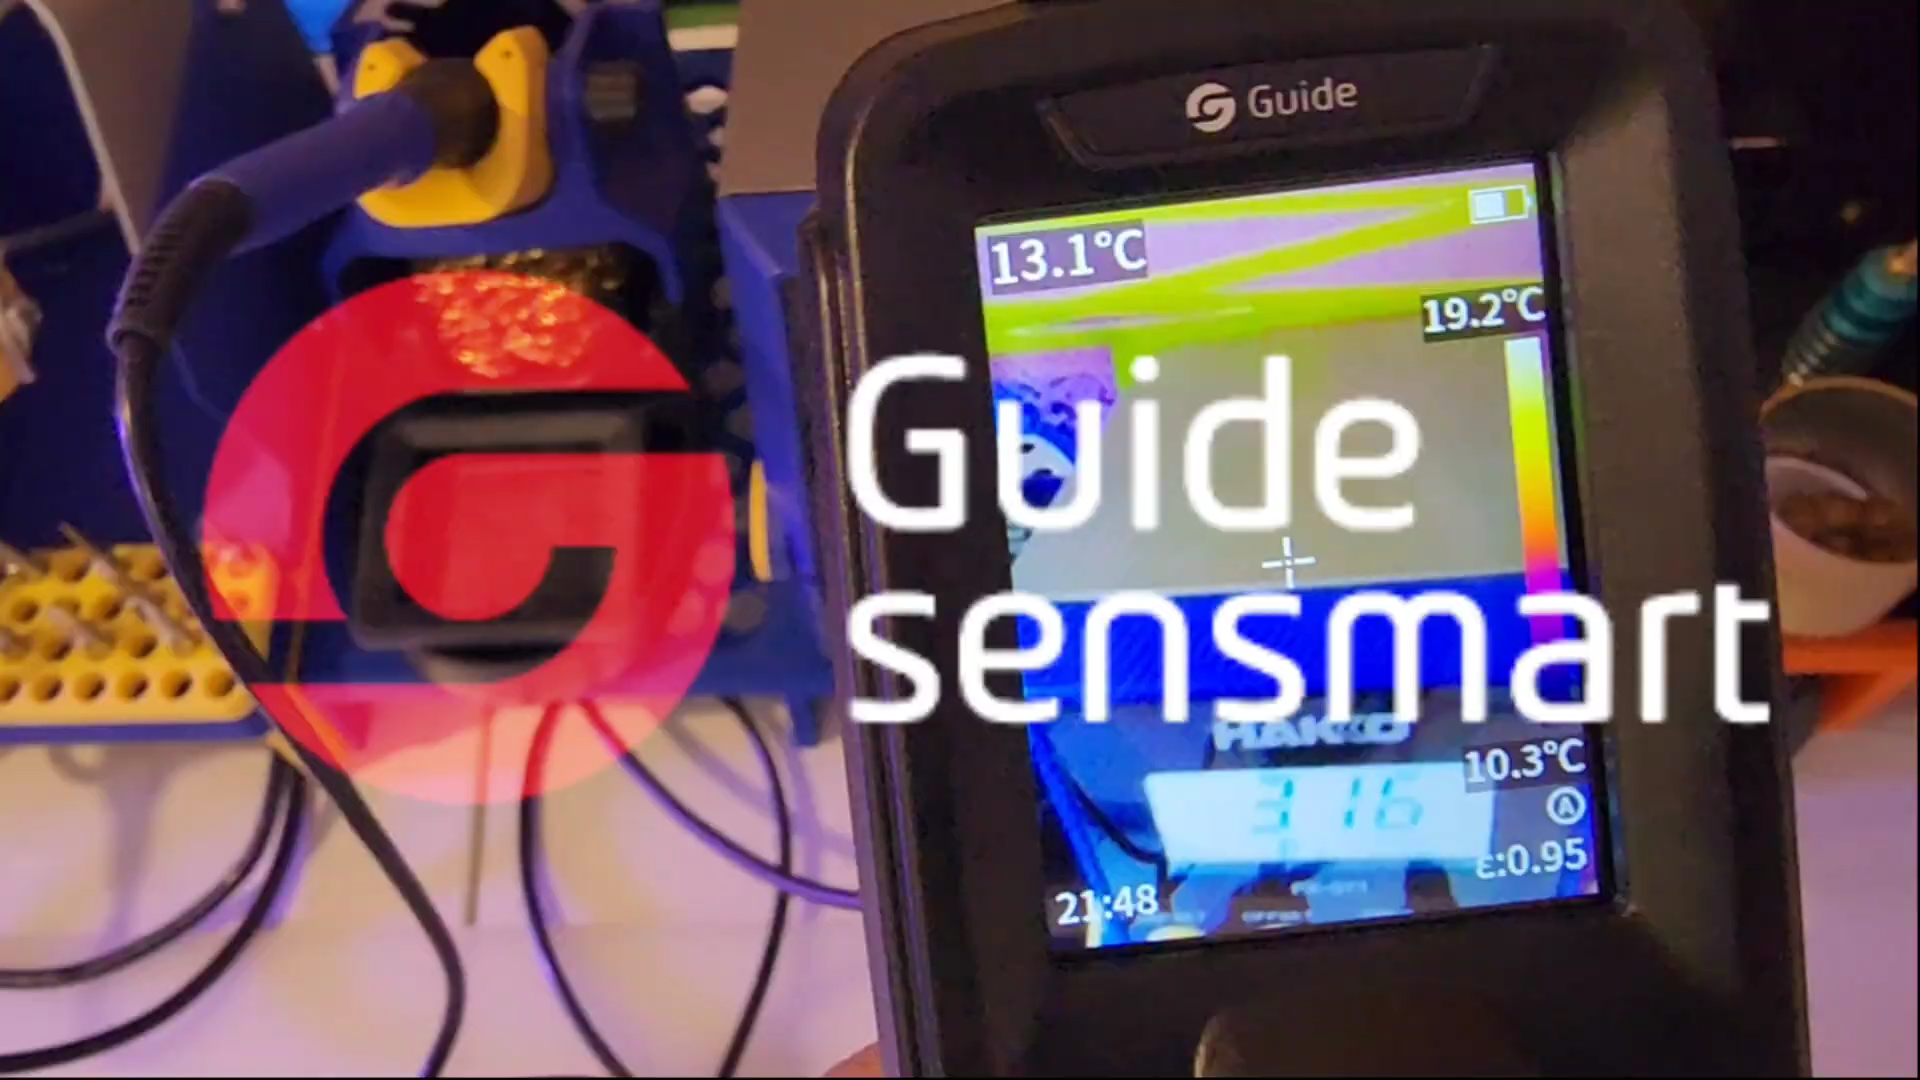 Guide
13.1°C
19.2°C
Guide
sensmart
HAKKO
10.3°C
316
A
ε:0.95
21:48